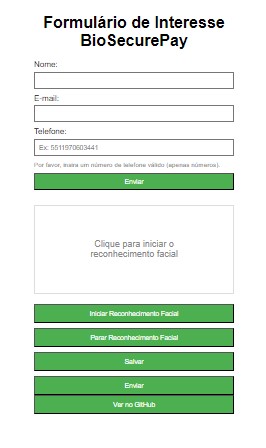 Formulário de Interesse
BioSecurePay
Nome:
E-mail:
Telefone:
Ex: 5511970603441
Por favor, insira um número de telefone válido (apenas números).
Enviar
Clique para iniciar o
reconhecimento facial
Iniciar Reconhecimento Facial
Parar Reconhecimento Facial
Salvar
Enviar
Ver no GitHub